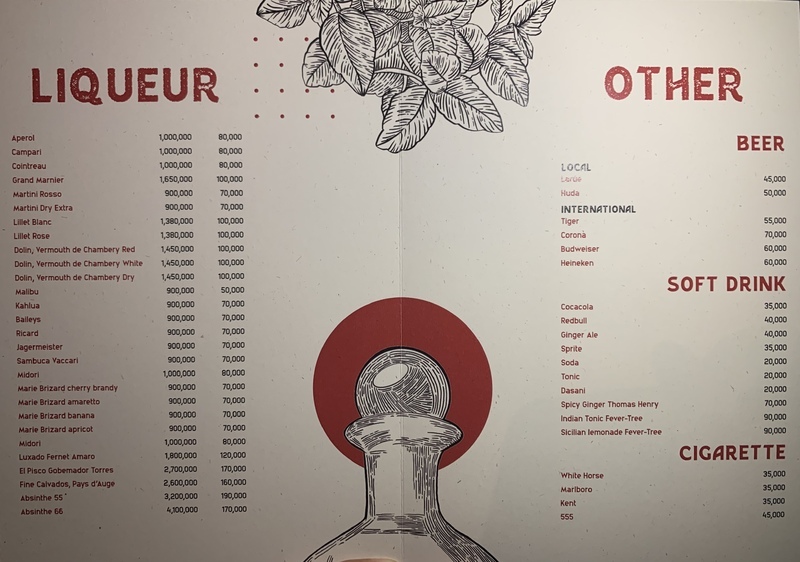 LIQUEUR
Aperol 1,000,000 80,000
Campari 1,000,000 80,000
Cointreau 1,000,000 80,000
Grand Marnier 1,650,000 100,000
Martini Rosso 900,000 70,000
Martini Dry Extra 900,000 70,000
Lillet Blanc 1,380,000 100,000
Lillet Rose 1,380,000 100,000
Dolin, Vermouth de Chambery Red 1,450,000 100,000
Dolin, Vermouth de Chambery White 1,450,000 100,000
Dolin, Vermouth de Chambery Dry 1,450,000 100,000
Malibu 900,000 50,000
Kahlua 900,000 70,000
Baileys 900,000 70,000
Ricard 900,000 70,000
Jagermeister 900,000 70,000
Sambuca Vaccari 900,000 70,000
Midori 1,000,000 80,000
Marie Brizard cherry brandy 900,000 70,000
Marie Brizard amaretto 900,000 70,000
Marie Brizard banana 900,000 70,000
Marie Brizard apricot 900,000 70,000
Midori 1,000,000 80,000
Luxado Fernet Amaro 1,800,000 120,000
El Pisco Gobernador Torres 2,700,000 170,000
Fine Calvados, Pays d'Auge 2,600,000 160,000
Absinthe 55 3,200,000 190,000
Absinthe 66 4,100,000 170,000
OTHER
BEER
LOCAL
Larue 45,000
Huda 50,000
INTERNATIONAL
Tiger 55,000
Corona 70,000
Budweiser 60,000
Heineken 60,000
SOFT DRINK
Cocacola 35,000
Redbull 40,000
Ginger Ale 40,000
Sprite 35,000
Soda 20,000
Tonic 20,000
Dasani 20,000
Spicy Ginger Thomas Henry 70,000
Indian Tonic Fever-Tree 90,000
Sicilian lemonade Fever-Tree 90,000
CIGARETTE
White Horse 35,000
Marlboro 35,000
Kent 35,000
555 45,000